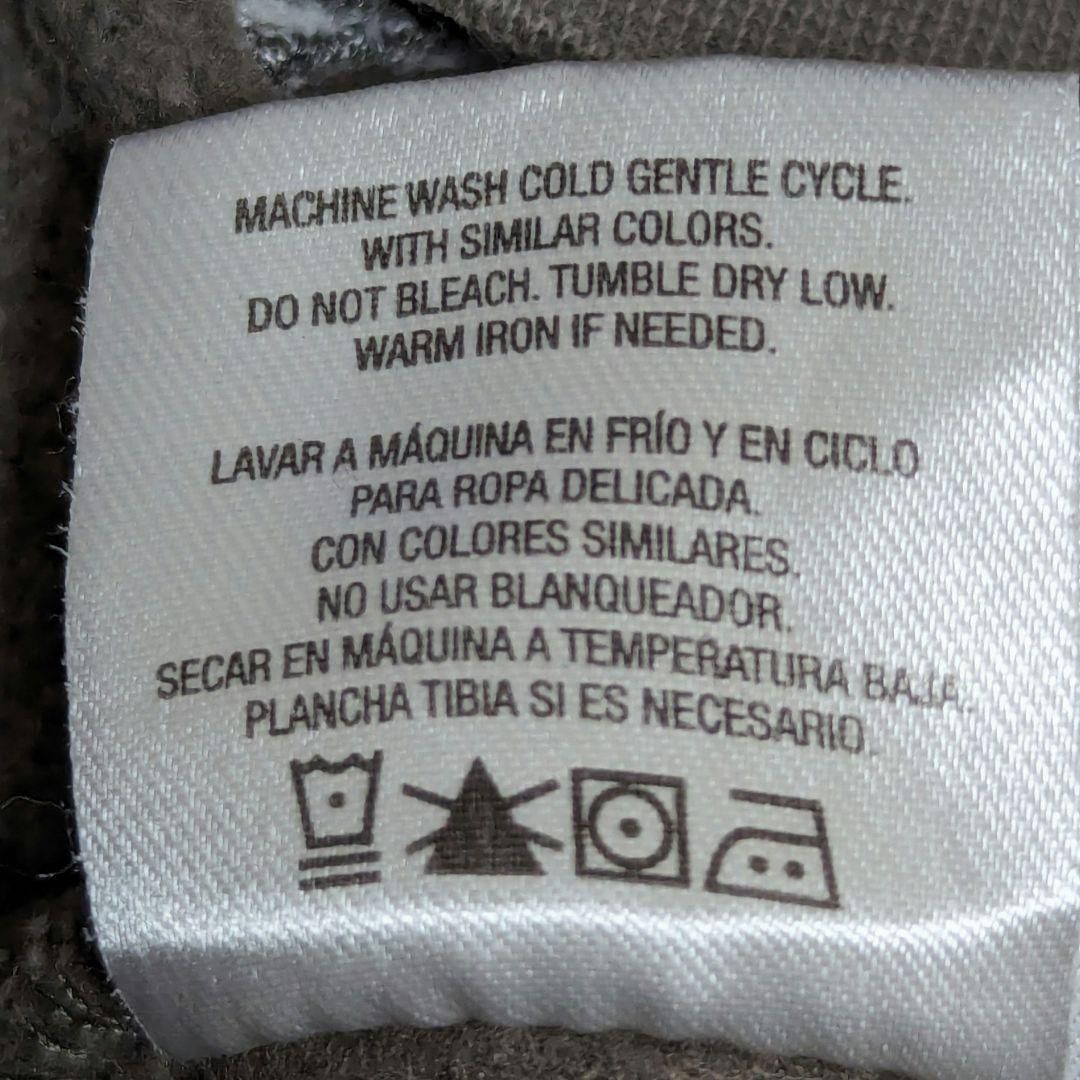 MACHINE WASH COLD GENTLE CYCLE.
WITH SIMILAR COLORS.
DO NOT BLEACH. TUMBLE DRY LOW.
WARM IRON IF NEEDED.
LAVAR A MÁQUINA EN FRÍO Y EN CICLO
PARA ROPA DELICADA.
CON COLORES SIMILARES.
NO USAR BLANQUEADOR.
SECAR EN MÁQUINA A TEMPERATURA BAJA.
PLANCHA TIBIA SI ES NECESARIO.